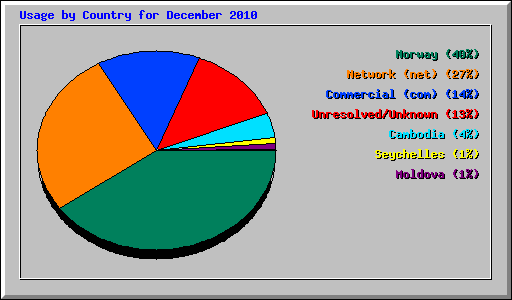 Usage by Country for December 2010
Norway (40%)
Network (net) (27%)
Commercial (com) (14%)
Unresolved/Unknown (13%)
Cambodia (4%)
Seychelles (1%)
Moldova (1%)